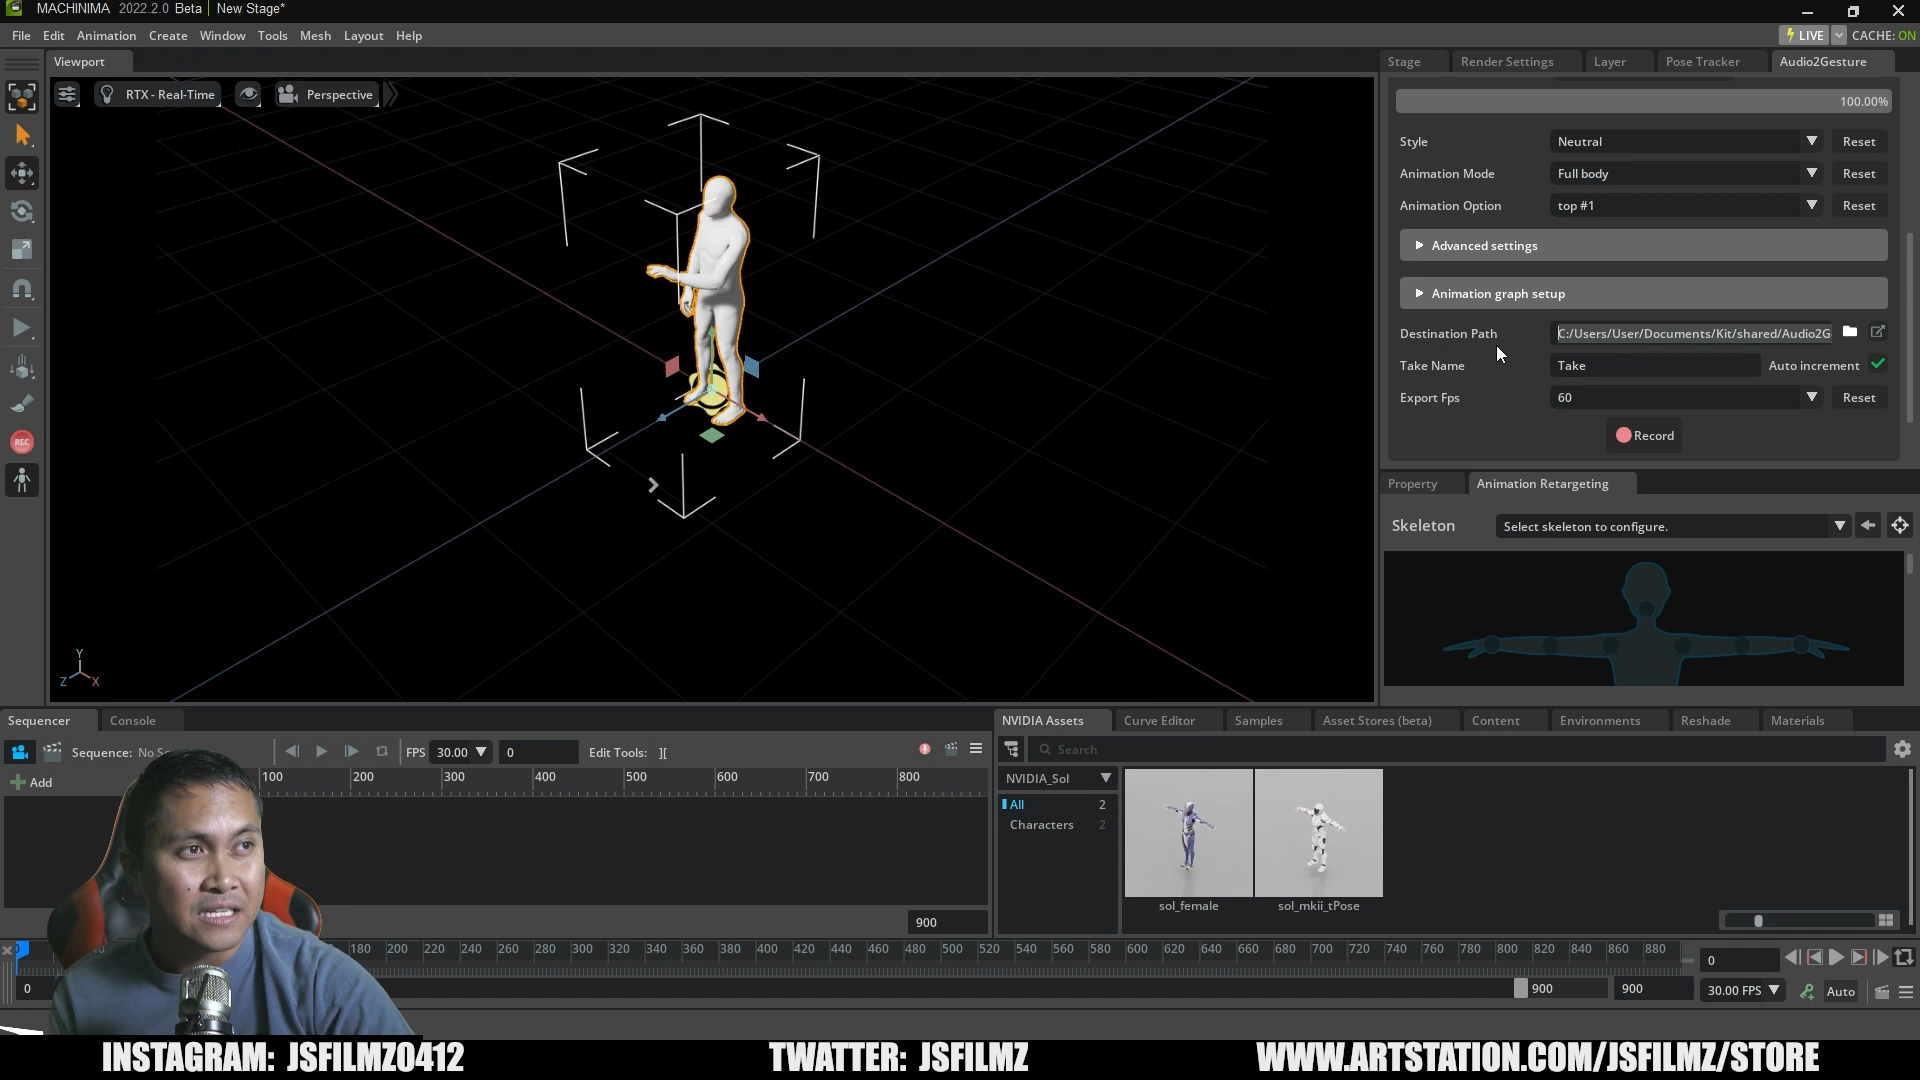 MACHINIMA 2022.2.0 Beta New Stage*
File Edit Animation Create Window Tools Mesh Layout Help
LIVE CACHE: ON
Viewport
Stage Render Settings Layer Pose Tracker Audio2Gesture
RTX - Real-Time Perspective
100.00%
Style Neutral Reset
Animation Mode Full body Reset
Animation Option top #1 Reset
Advanced settings
Animation graph setup
Destination Path C:/Users/User/Documents/Kit/shared/Audio2G
Take Name Take Auto increment
Export Fps 60 Reset
REC
Record
Property Animation Retargeting
Skeleton Select skeleton to configure.
Y
Z X
Sequencer Console
NVIDIA Assets Curve Editor Samples Asset Stores (beta) Content Environments Reshade Materials
Sequence: No FPS 30.00 0 Edit Tools: ][
Search
Add 100 200 300 400 500 600 700 800
NVIDIA_Sol
All 2
Characters 2
sol_female sol_mkii_tPose
900
180 200 220 240 260 280 300 320 340 360 380 400 420 440 460 480 500 520 540 560 580 600 620 640 660 680 700 720 740 760 780 800 820 840 860 880 0
0 900 900 30.00 FPS Auto
INSTAGRAM: JSFILMZ0412 TWATTER: JSFILMZ WWW.ARTSTATION.COM/JSFILMZ/STORE